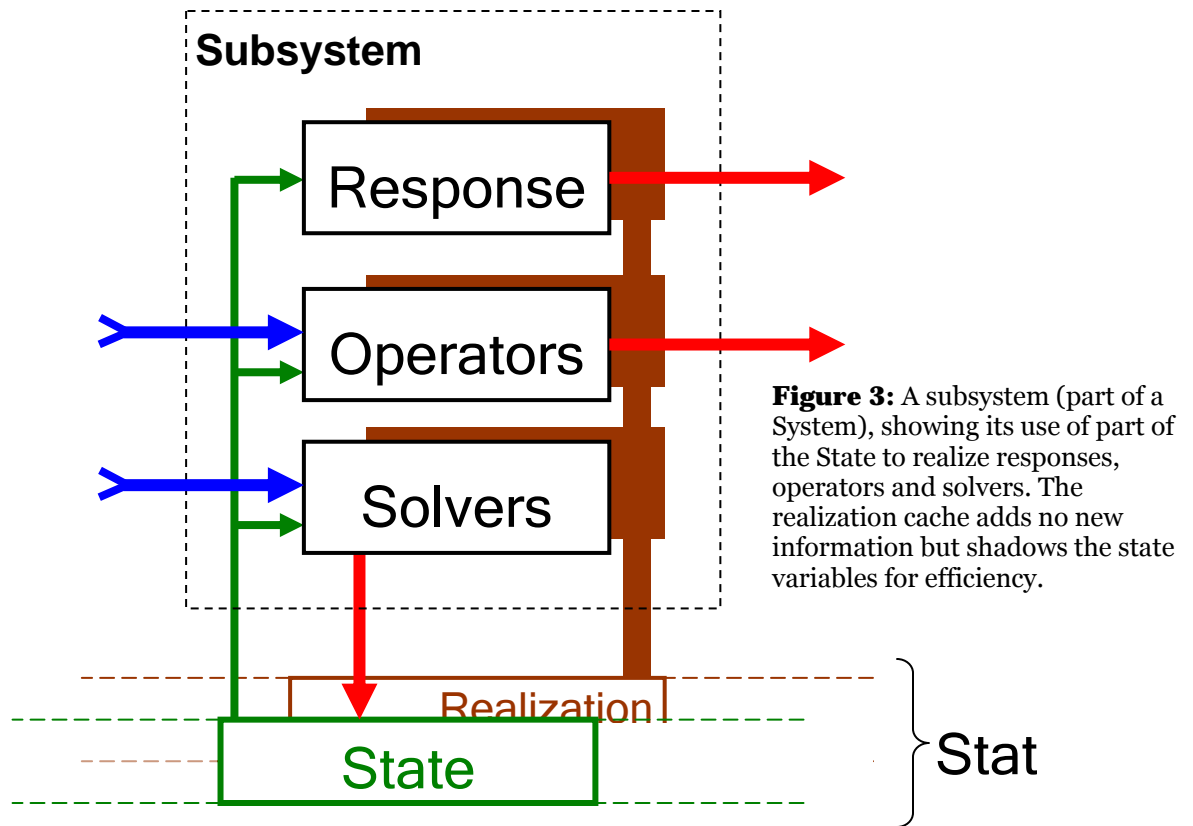 Subsystem
Response
Operators
Solvers
Figure 3: A subsystem (part of a
System), showing its use of part of
the State to realize responses,
operators and solvers. The
realization cache adds no new
information but shadows the state
variables for efficiency.
Realization
State
Stat